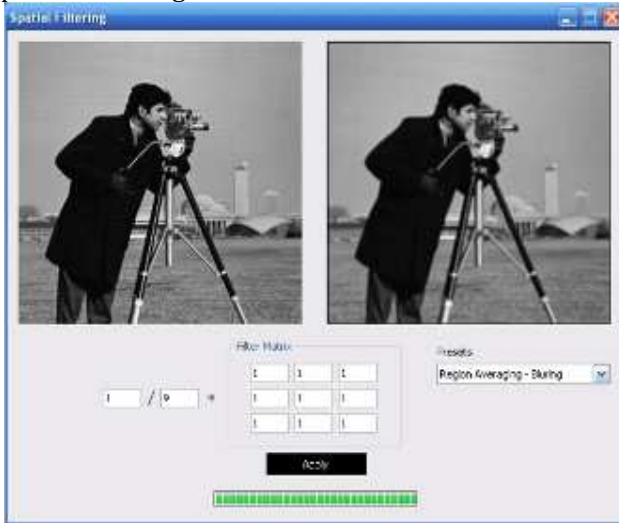 Spatial Filtering
Filter Matrix
Presets
1 1 1
Region Averaging - Bluring
1 / 9 * 1 1 1
1 1 1
Apply